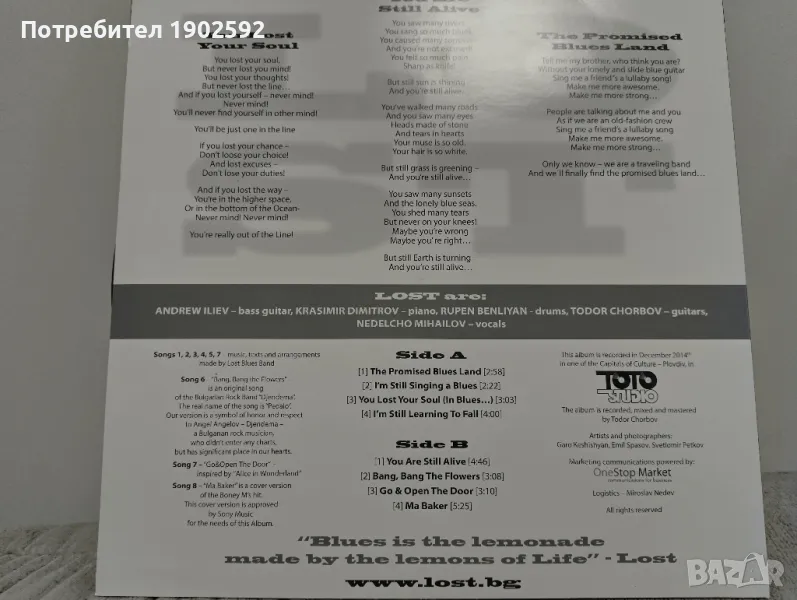 Потребител 1902592
Your Soul
You lost your soul,
But never lost you mind!
You lost your thoughts!
But never lost the line...
And if you lost yourself – never mind!
Never mind!
You'll never find yourself in other mind!
You'll be just one in the line
If you lost your chance –
Don't loose your choice!
And lost excuses –
Don't lose your duties!
And if you lost the way –
You're in the higher space,
Or in the bottom of the Ocean-
Never mind! Never mind!
You're really out of the Line!
Still Alive
You saw many
You sang so much
You caused many
And you're not
You felt so much pain
Sharp as knife!
But still sun is shining
And you're still alive...
You've walked many roads
And you saw many eyes
Heads made of stone
And tears in hearts
Your muse is so old.
Your hair is so white.
But still grass is greening –
And you're still alive...
You saw many sunsets
And the lonely blue seas.
You shed many tears
But never on your knees!
Maybe you're wrong
Maybe you're right...
But still Earth is turning
And you're still alive...
The Promised
Blues Land
Tell me my brother, who think you are?
Without your lonely and slide blue guitar
Sing me a friend's a lullaby song!
Make me more awesome.
Make me more strong...
People are talking about me and you
As if we are an old-fashion crew
Sing me a friend's a lullaby song
Make me more awesome.
Make me more strong...
Only we know – we are a traveling band
And we'll finally find the promised blues land...
LOST are:
ANDREW ILIEV – bass guitar, KRASIMIR DIMITROV – piano, RUPEN BENLIYAN - drums, TODOR CHORBOV – guitars,
NEDELCHO MIHAILOV – vocals
Songs 1, 2, 3, 4, 5, 7 music, texts and arrangements
made by Lost Blues Band
Song 6 – "Bang, Bang the Flowers"
is an original song
of the Bulgarian Rock Band "Djendema".
The real name of the song is "Pedalo".
Our version is a symbol of honor and respect
to Angel Angelov – Djendema –
a Bulgarian rock musician,
who didn't enter any charts,
but has significant place in our hearts.
Song 7 – "Go&Open The Door" –
inspired by "Alice in Wonderland"
Song 8 – "Ma Baker" is a cover version
of the Boney M's hit.
This cover version is approved
by Sony Music
for the needs of this Album.
Side A
[1] The Promised Blues Land [2:58]
[2] I'm Still Singing a Blues [2:22]
[3] You Lost Your Soul (In Blues...) [3:03]
[4] I'm Still Learning To Fall [4:00]
Side B
[1] You Are Still Alive [4:46]
[2] Bang, Bang The Flowers [3:08]
[3] Go & Open The Door [3:10]
[4] Ma Baker [5:25]
This album is recorded in December 2014
in one of the Capitals of Culture – Plovdiv, in
TOTO
STUDIO
The album is recorded, mixed and mastered
by Todor Chorbov
Artists and photographers:
Garo Keshishyan, Emil Spasov, Svetlomir Petkov
Marketing communications powered by:
OneStop Market
communications for business
Logistics – Miroslav Nedev
All rights reserved
"Blues is the lemonade
made by the lemons of Life" - Lost
www.lost.bg
BAZAR